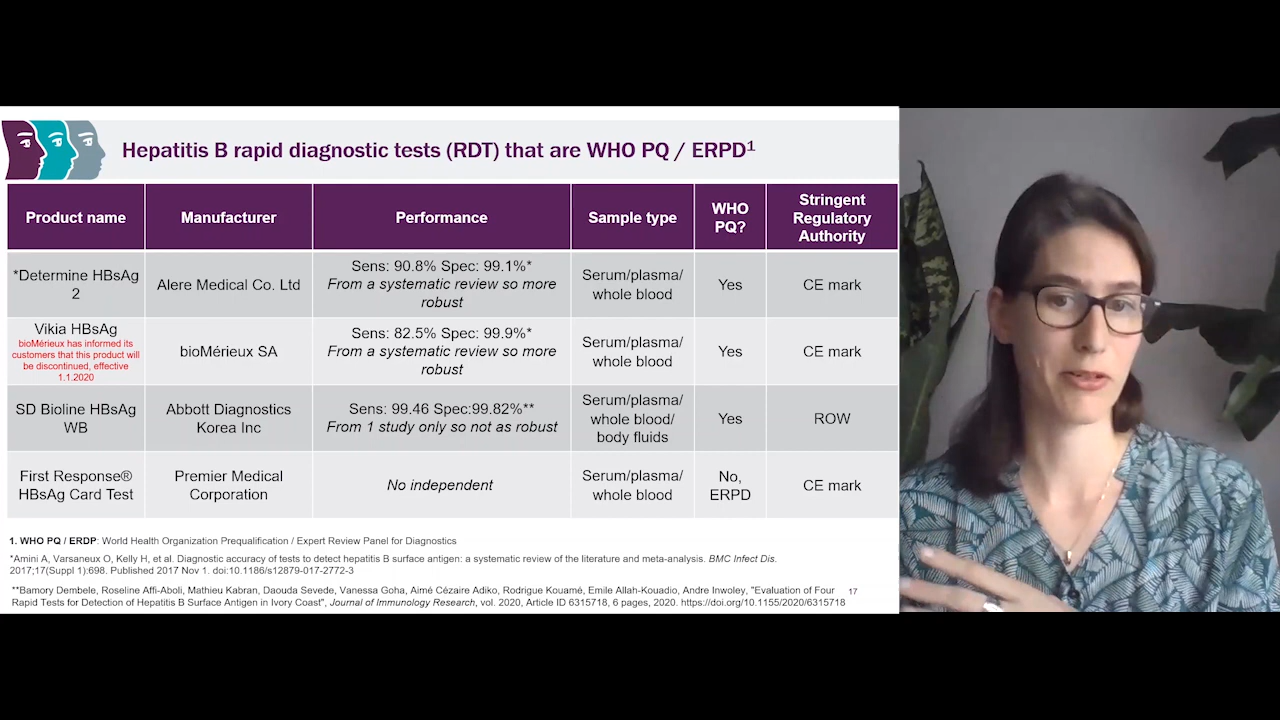 Hepatitis B rapid diagnostic tests (RDT) that are WHO PQ / ERPD1
Product name
Manufacturer
Performance
Sample type
WHO
PQ?
Stringent
Regulatory
Authority
*Determine HBsAg
2
Alere Medical Co. Ltd
Sens: 90.8% Spec: 99.1%*
From a systematic review so more
robust
Serum/plasma/
whole blood
Yes
CE mark
Vikia HBsAg
bioMérieux has informed its
customers that this product will
be discontinued, effective
1.1.2020
bioMérieux SA
Sens: 82.5% Spec: 99.9%*
From a systematic review so more
robust
Serum/plasma/
whole blood
Yes
CE mark
SD Bioline HBsAg
WB
Abbott Diagnostics
Korea Inc
Sens: 99.46 Spec:99.82%**
From 1 study only so not as robust
Serum/plasma/
whole blood/
body fluids
Yes
ROW
First Response®
HBsAg Card Test
Premier Medical
Corporation
No independent
Serum/plasma/
whole blood
No,
ERPD
CE mark
1. WHO PQ / ERDP: World Health Organization Prequalification / Expert Review Panel for Diagnostics
*Amini A, Varsaneux O, Kelly H, et al. Diagnostic accuracy of tests to detect hepatitis B surface antigen: a systematic review of the literature and meta-analysis. BMC Infect Dis.
2017;17(Suppl 1):698. Published 2017 Nov 1. doi:10.1186/s12879-017-2772-3
**Bamory Dembele, Roseline Affi-Aboli, Mathieu Kabran, Daouda Sevede, Vanessa Goha, Aimé Cézaire Adiko, Rodrigue Kouamé, Emile Allah-Kouadio, Andre Inwoley, "Evaluation of Four
Rapid Tests for Detection of Hepatitis B Surface Antigen in Ivory Coast", Journal of Immunology Research, vol. 2020, Article ID 6315718, 6 pages, 2020. https://doi.org/10.1155/2020/6315718
17